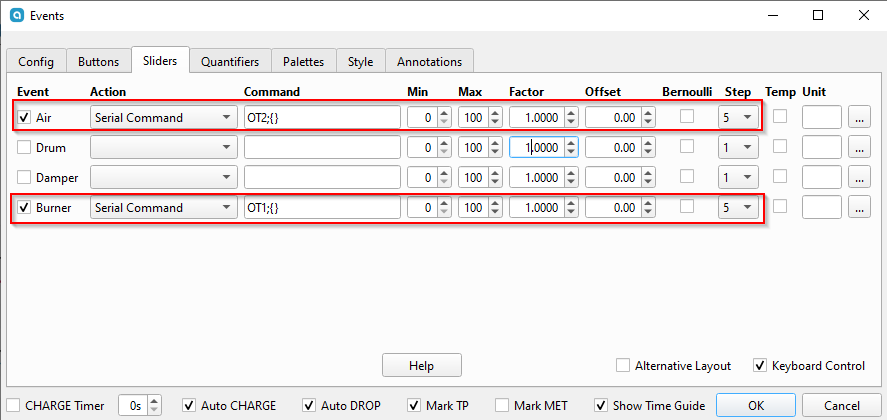 Events
Config Buttons Sliders Quantifiers Palettes Style Annotations
Event Action Command Min Max Factor Offset Bernoulli Step Temp Unit
Air Serial Command OT2;{} 0 100 1.0000 0.00 5 ...
Drum 0 100 1.0000 0.00 1 ...
Damper 0 100 1.0000 0.00 1 ...
Burner Serial Command OT1;{} 0 100 1.0000 0.00 5 ...
Help Alternative Layout Keyboard Control
CHARGE Timer 0s Auto CHARGE Auto DROP Mark TP Mark MET Show Time Guide OK Cancel